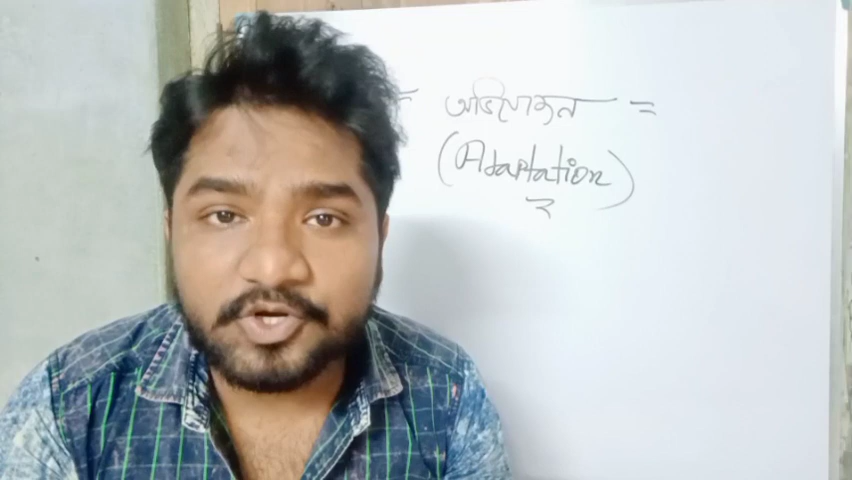 = অভিযোজন =
(Adaptation)